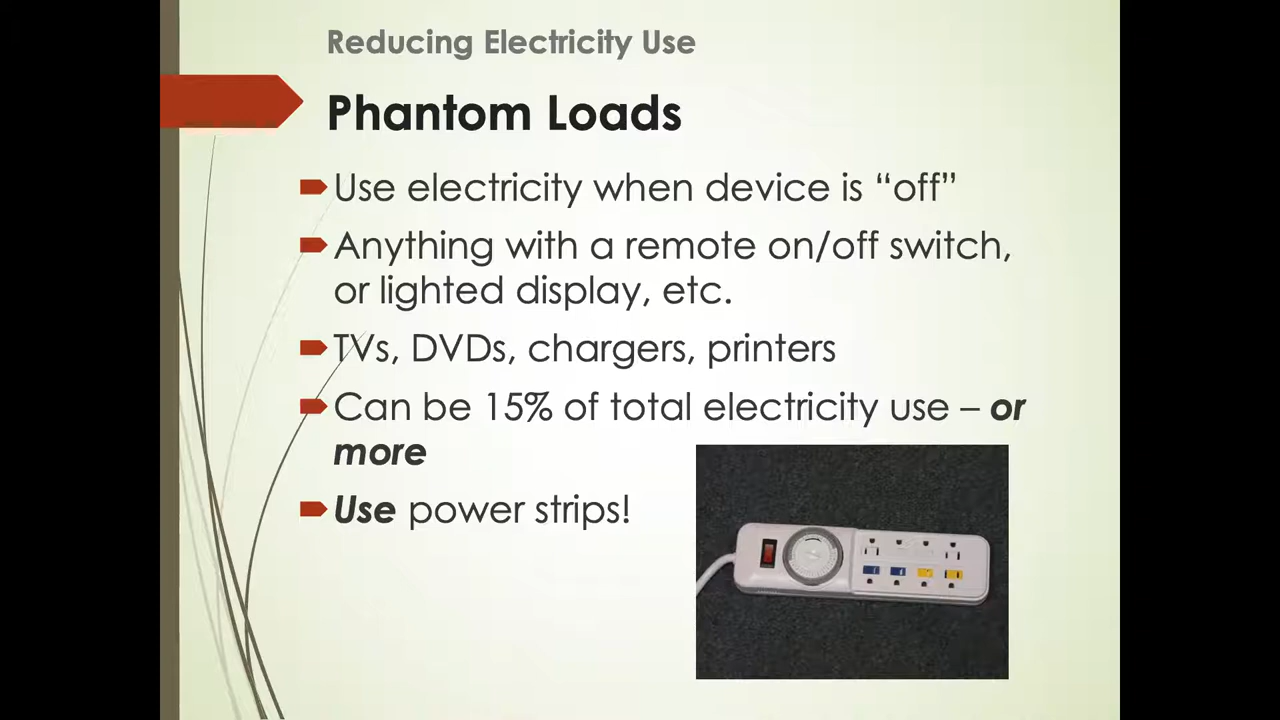 Reducing Electricity Use
Phantom Loads
Use electricity when device is “off”
Anything with a remote on/off switch,
or lighted display, etc.
TVs, DVDs, chargers, printers
Can be 15% of total electricity use – or
more
Use power strips!